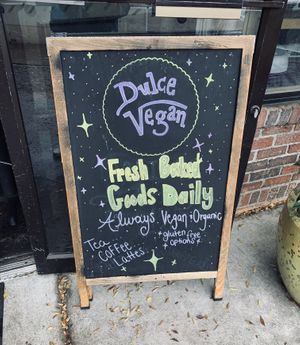 Dulce
Vegan
Fresh Baked
Goods Daily
Always Vegan + Organic
+ gluten free
options +
Tea
Coffee
Lattes